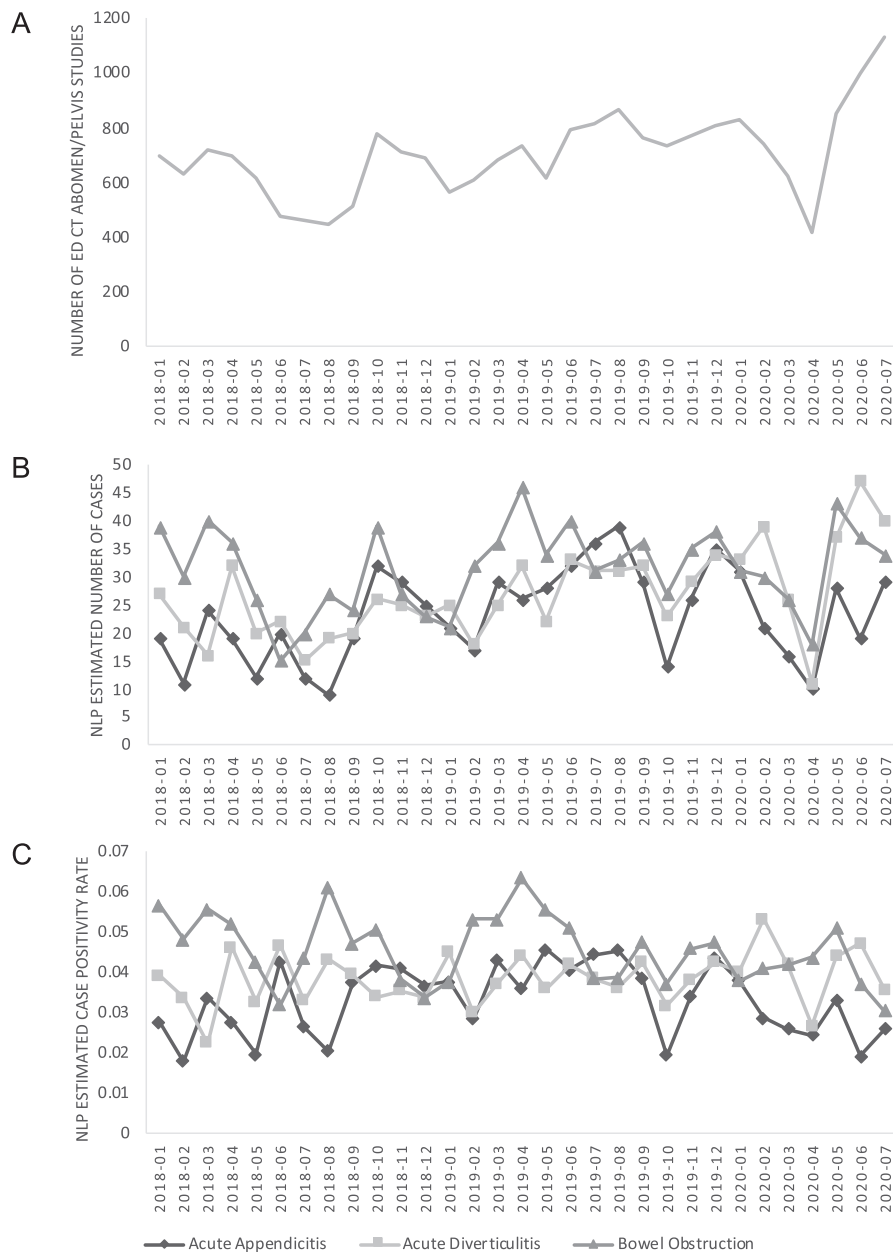 A
NUMBER OF ED CT ABOMEN/PELVIS STUDIES
1200
1000
800
600
400
200
0
2018-01 2018-02 2018-03 2018-04 2018-05 2018-06 2018-07 2018-08 2018-09 2018-10 2018-11 2018-12 2019-01 2019-02 2019-03 2019-04 2019-05 2019-06 2019-07 2019-08 2019-09 2019-10 2019-11 2019-12 2020-01 2020-02 2020-03 2020-04 2020-05 2020-06 2020-07
B
NLP ESTIMATED NUMBER OF CASES
50
45
40
35
30
25
20
15
10
5
0
2018-01 2018-02 2018-03 2018-04 2018-05 2018-06 2018-07 2018-08 2018-09 2018-10 2018-11 2018-12 2019-01 2019-02 2019-03 2019-04 2019-05 2019-06 2019-07 2019-08 2019-09 2019-10 2019-11 2019-12 2020-01 2020-02 2020-03 2020-04 2020-05 2020-06 2020-07
C
NLP ESTIMATED CASE POSITIVITY RATE
0.07
0.06
0.05
0.04
0.03
0.02
0.01
0
2018-01 2018-02 2018-03 2018-04 2018-05 2018-06 2018-07 2018-08 2018-09 2018-10 2018-11 2018-12 2019-01 2019-02 2019-03 2019-04 2019-05 2019-06 2019-07 2019-08 2019-09 2019-10 2019-11 2019-12 2020-01 2020-02 2020-03 2020-04 2020-05 2020-06 2020-07
Acute Appendicitis Acute Diverticulitis Bowel Obstruction